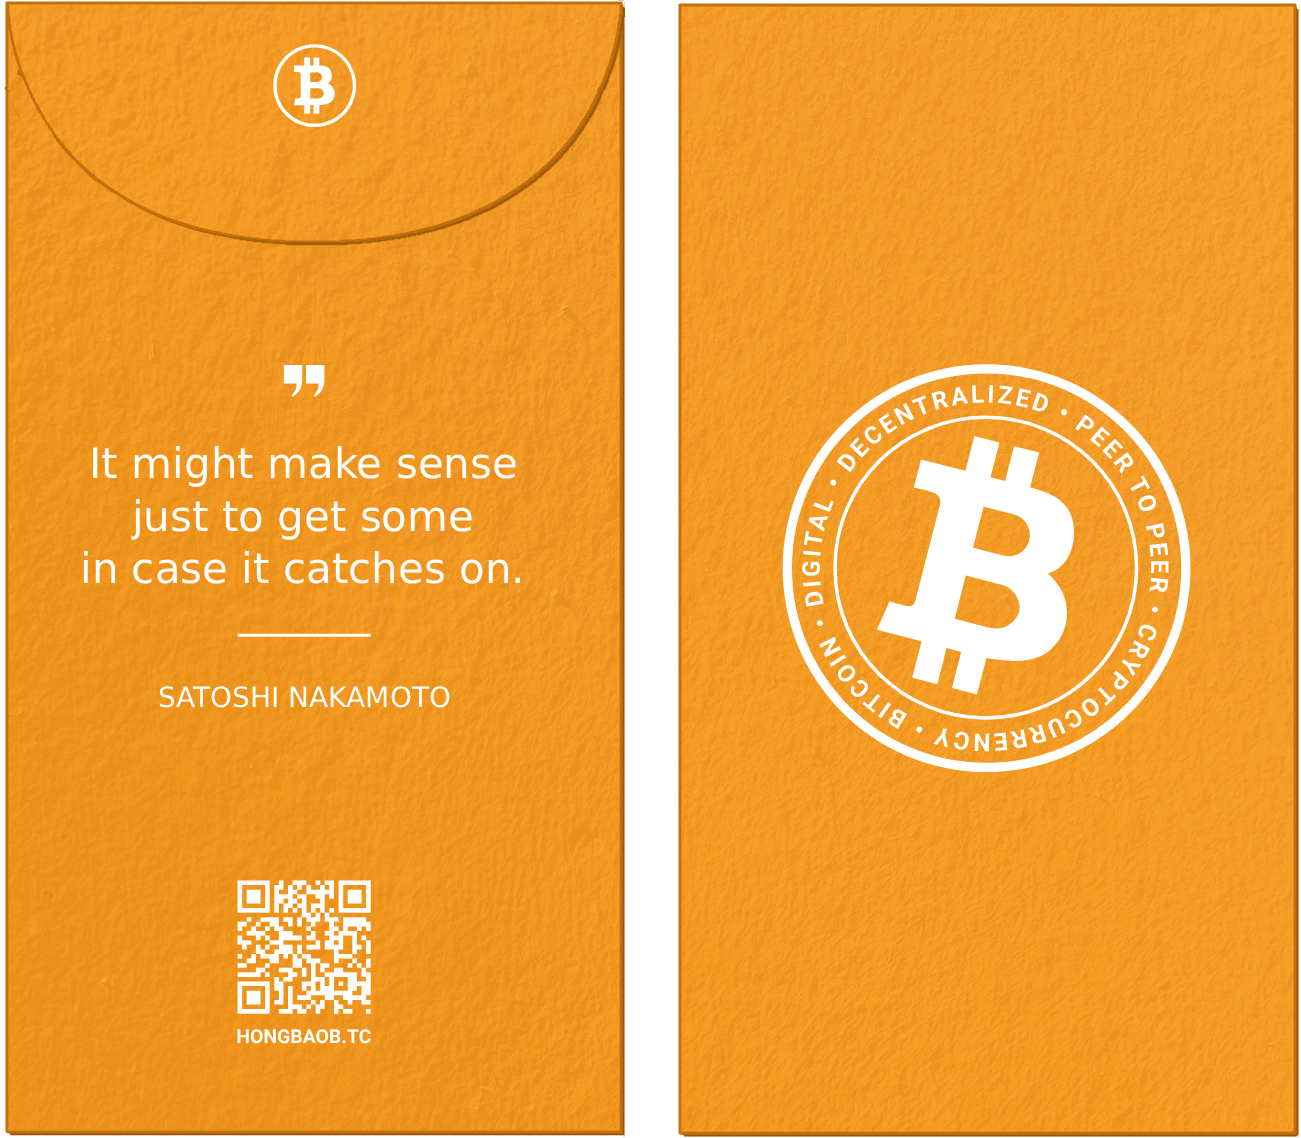 It might make sense
just to get some
in case it catches on.
SATOSHI NAKAMOTO
HONGBAOB.TC
DECENTRALIZED • PEER TO PEER • CRYPTOCURRENCY • BITCOIN • DIGITAL •